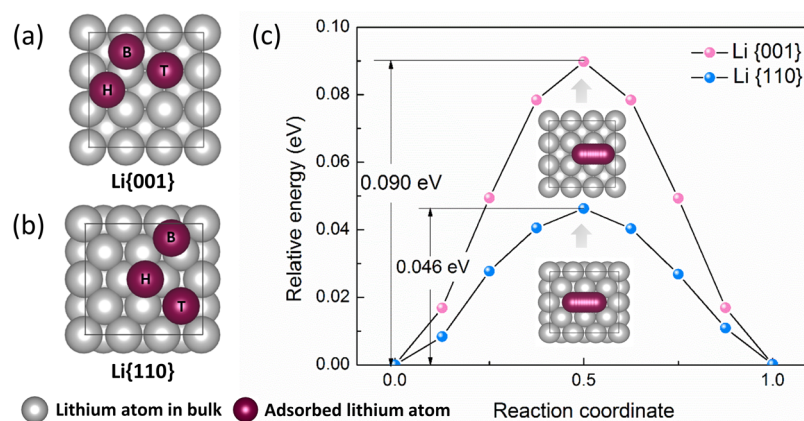 (a)
B
T
H
Li{001}
(b)
B
H
T
Li{110}
Lithium atom in bulk
Adsorbed lithium atom
(c)
0.10
0.08
0.06
0.04
0.02
0.00
Relative energy (eV)
Li {001}
Li {110}
0.090 eV
0.046 eV
0.0
0.5
1.0
Reaction coordinate